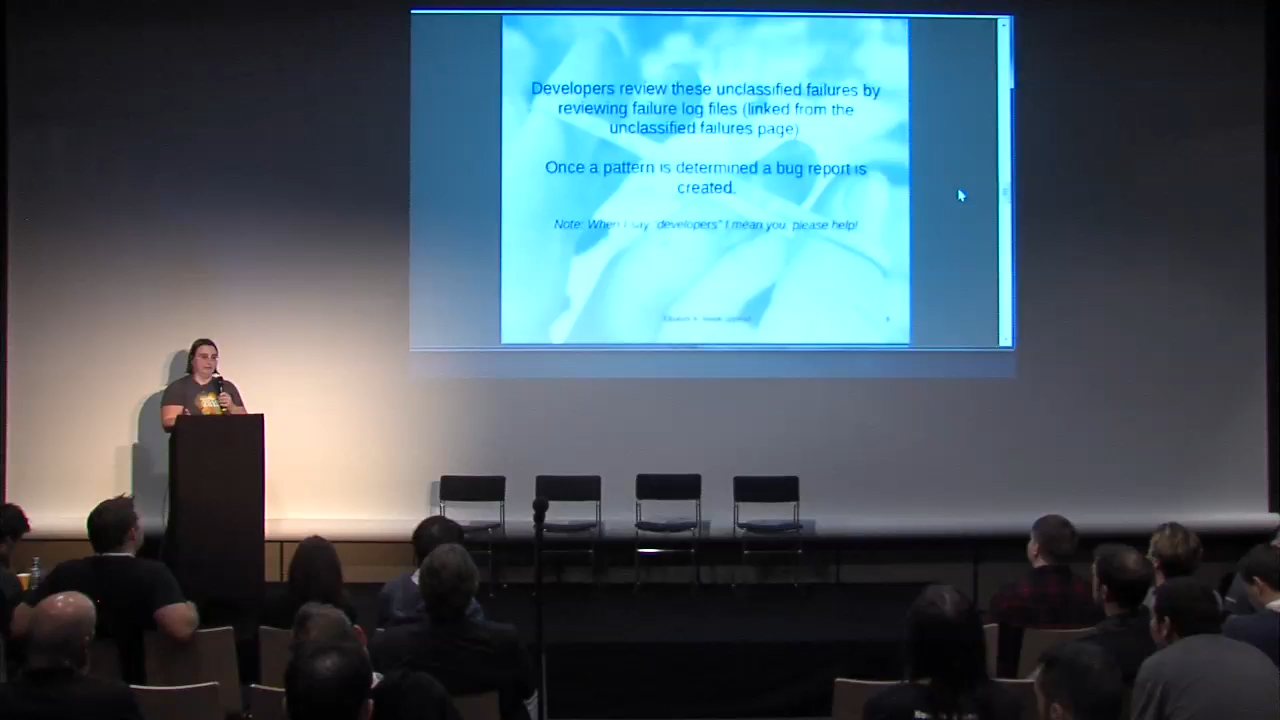 Developers review these unclassified failures by
reviewing failure log files (linked from the
unclassified failures page)
Once a pattern is determined a bug report is
created.
Note: When I say "developers" I mean you, please help!